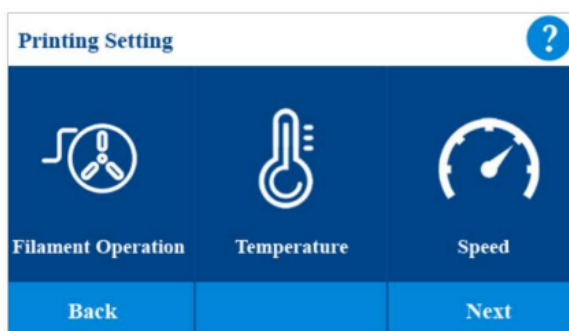 Printing Setting
?
Filament Operation
Temperature
Speed
Back
Next